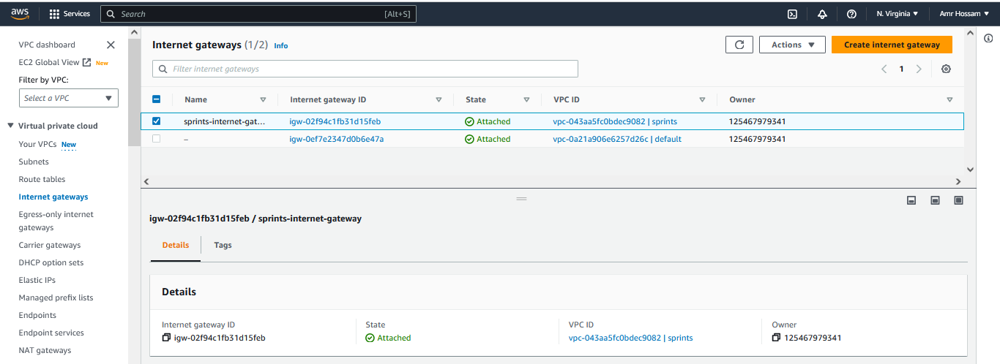 aws Services Search [Alt+S] N. Virginia Amr Hossam
VPC dashboard
EC2 Global View New
Filter by VPC:
Select a VPC
Virtual private cloud
Your VPCs New
Subnets
Route tables
Internet gateways
Egress-only internet
gateways
Carrier gateways
DHCP option sets
Elastic IPs
Managed prefix lists
Endpoints
Endpoint services
NAT gateways
Internet gateways (1/2) Info Actions Create internet gateway
Filter internet gateways 1
Name Internet gateway ID State VPC ID Owner
sprints-internet-gat... igw-02f94c1fb31d15feb Attached vpc-043aa5fc0bdec9082 | sprints 125467979341
– igw-0ef7e2347d0b6e47a Attached vpc-0a21a906e6257d26c | default 125467979341
igw-02f94c1fb31d15feb / sprints-internet-gateway
Details Tags
Details
Internet gateway ID State VPC ID Owner
igw-02f94c1fb31d15feb Attached vpc-043aa5fc0bdec9082 | sprints 125467979341